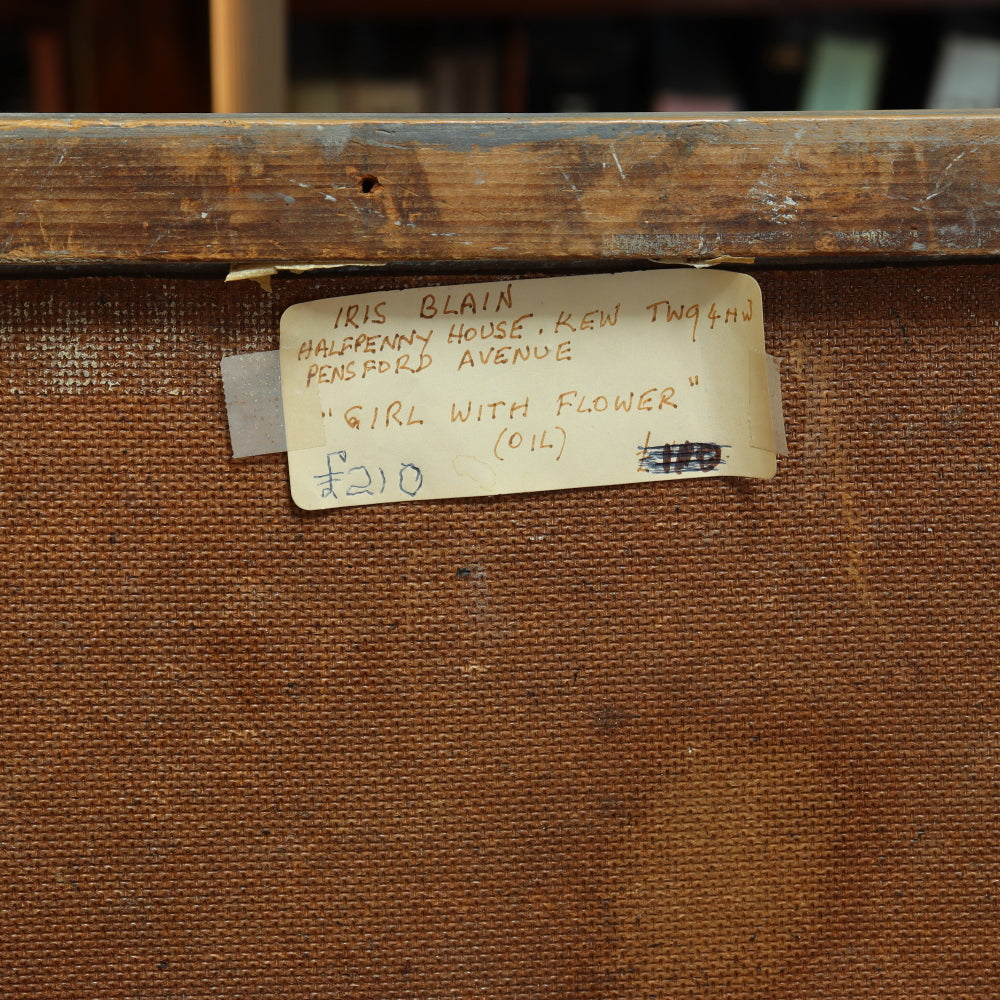 IRIS BLAIN
HALFPENNY HOUSE. KEW TW9 4HW
PENSFORD AVENUE
"GIRL WITH FLOWER"
(OIL)
£210